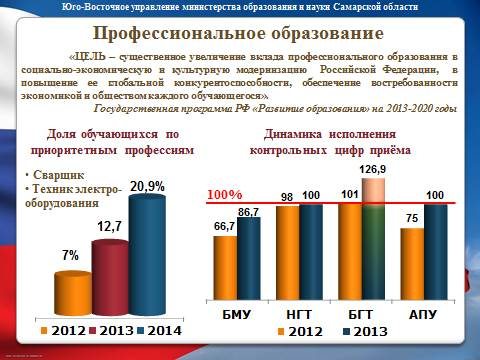 Юго-Восточное управление министерства образования и науки Самарской области
Профессиональное образование
«ЦЕЛЬ – существенное увеличение вклада профессионального образования в
социально-экономическую и культурную модернизацию Российской Федерации, в
повышение ее глобальной конкурентоспособности, обеспечение востребованности
экономикой и обществом каждого обучающегося».
Государственная программа РФ «Развитие образования» на 2013-2020 годы
Доля обучающихся по
приоритетным профессиям
• Сварщик
• Техник электро-
оборудования
7%
12,7
20,9%
2012 2013 2014
Динамика исполнения
контрольных цифр приёма
100%
66,7
86,7
98
100
101
126,9
75
100
БМУ НГТ БГТ АПУ
2012 2013